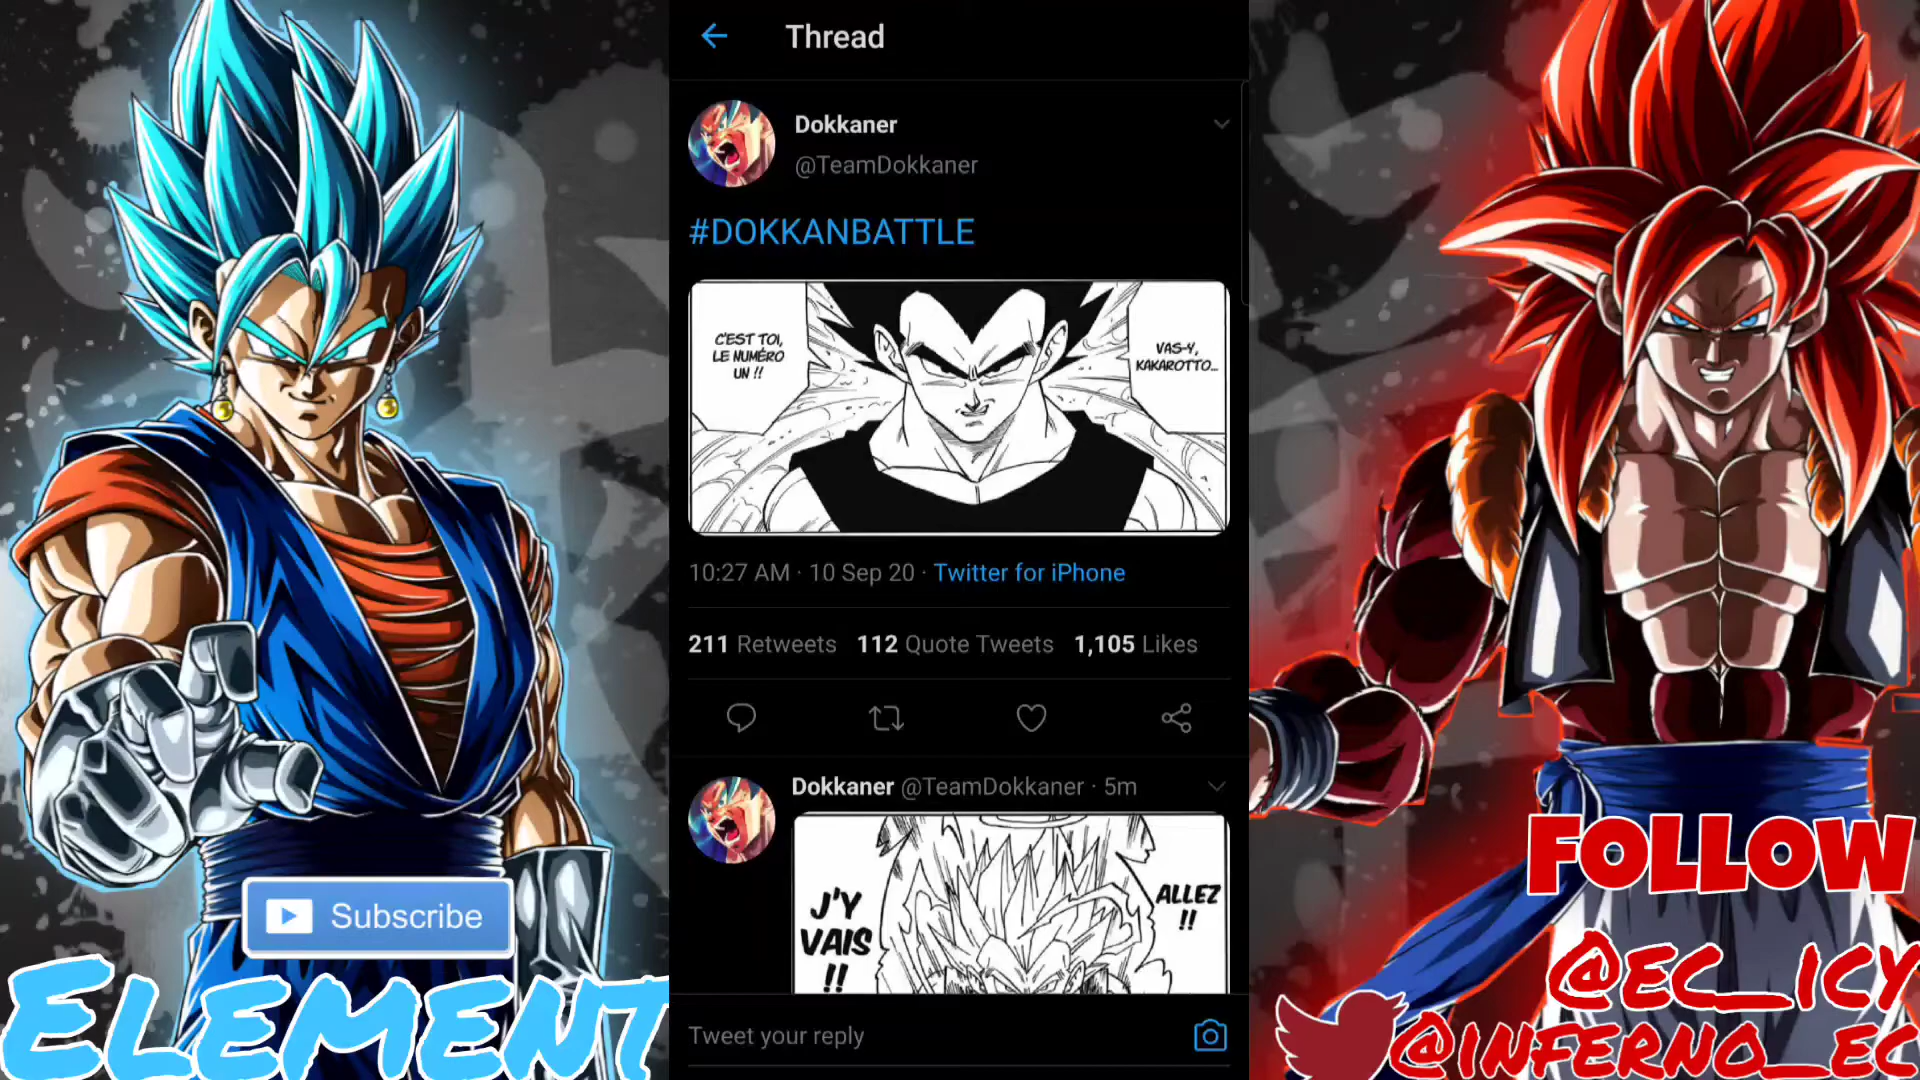 Thread
Dokkaner
@TeamDokkaner
#DOKKANBATTLE
C'EST TOI,
LE NUMÉRO
UN !!
VAS-Y,
KAKAROTTO...
10:27 AM · 10 Sep 20 · Twitter for iPhone
211 Retweets 112 Quote Tweets 1,105 Likes
Dokkaner @TeamDokkaner · 5m
J'Y
VAIS
!!
ALLEZ
!!
Tweet your reply
Subscribe
ELEMENT
FOLLOW
@EC_ICY
@INFERNO_EC